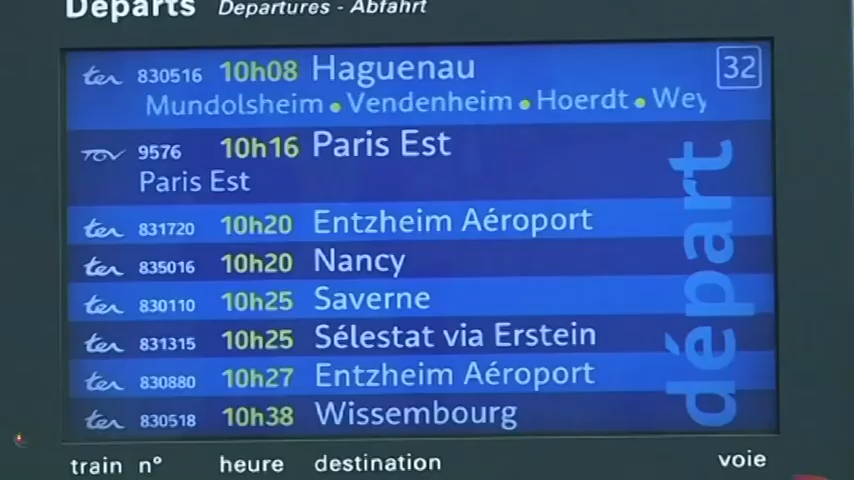 Départs Departures - Abfahrt
ter 830516 10h08 Haguenau 32
Mundolsheim • Vendenheim • Hoerdt • Wey
TGV 9576 10h16 Paris Est
Paris Est
ter 831720 10h20 Entzheim Aéroport
ter 835016 10h20 Nancy
ter 830110 10h25 Saverne
ter 831315 10h25 Sélestat via Erstein
ter 830880 10h27 Entzheim Aéroport
ter 830518 10h38 Wissembourg
départ
train n° heure destination voie